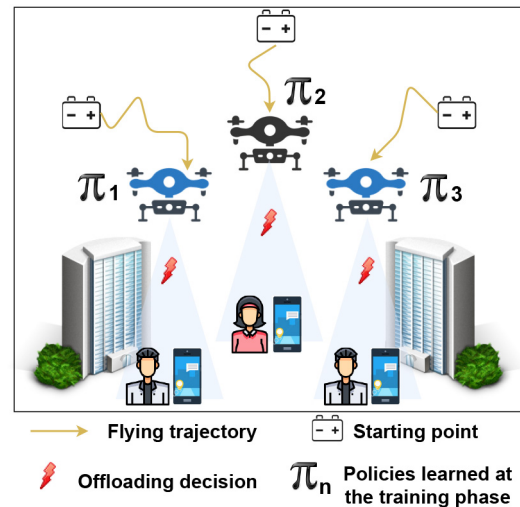 π2
π1
π3
Flying trajectory
Starting point
Offloading decision
πn
Policies learned at
the training phase